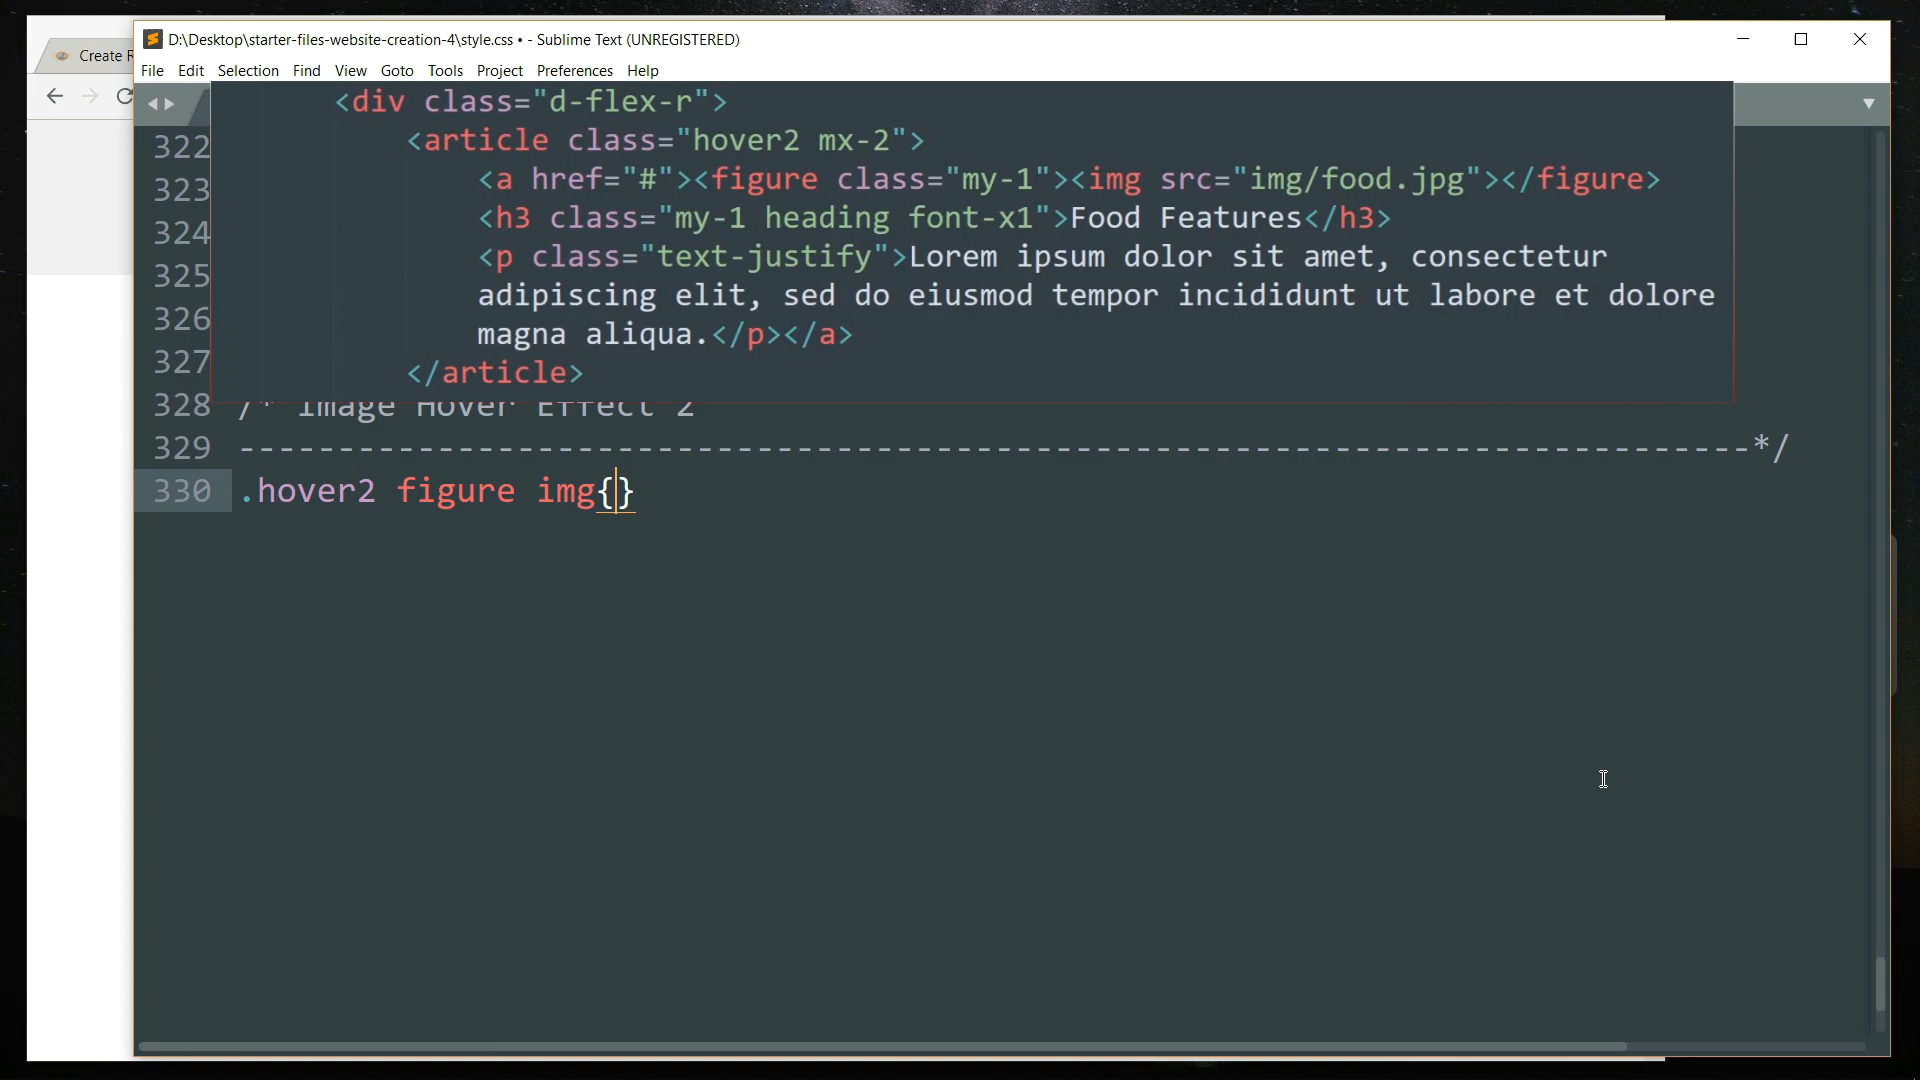 D:\Desktop\starter-files-website-creation-4\style.css • - Sublime Text (UNREGISTERED)
Create R
File Edit Selection Find View Goto Tools Project Preferences Help
<div class="d-flex-r">
<article class="hover2 mx-2">
<a href="#"><figure class="my-1"><img src="img/food.jpg"></figure>
<h3 class="my-1 heading font-x1">Food Features</h3>
<p class="text-justify">Lorem ipsum dolor sit amet, consectetur
adipiscing elit, sed do eiusmod tempor incididunt ut labore et dolore
magna aliqua.</p></a>
</article>
322
323
324
325
326
327
328 /* Image Hover Effect 2
329 -----------------------------------------------------------------------------*/
330 .hover2 figure img{}